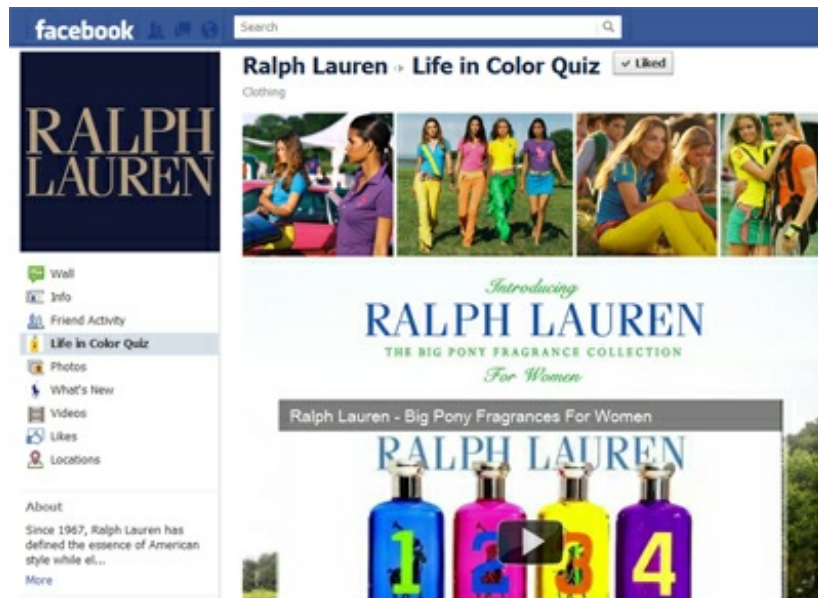 facebook
Search
RALPH
LAUREN
Ralph Lauren ▸ Life in Color Quiz
✓ Liked
Clothing
Wall
Info
Friend Activity
Life in Color Quiz
Photos
What's New
Videos
Likes
Locations
About
Since 1967, Ralph Lauren has
defined the essence of American
style while el...
More
Introducing
RALPH LAUREN
THE BIG PONY FRAGRANCE COLLECTION
For Women
Ralph Lauren - Big Pony Fragrances For Women
RALPH LAUREN
1 2 3 4